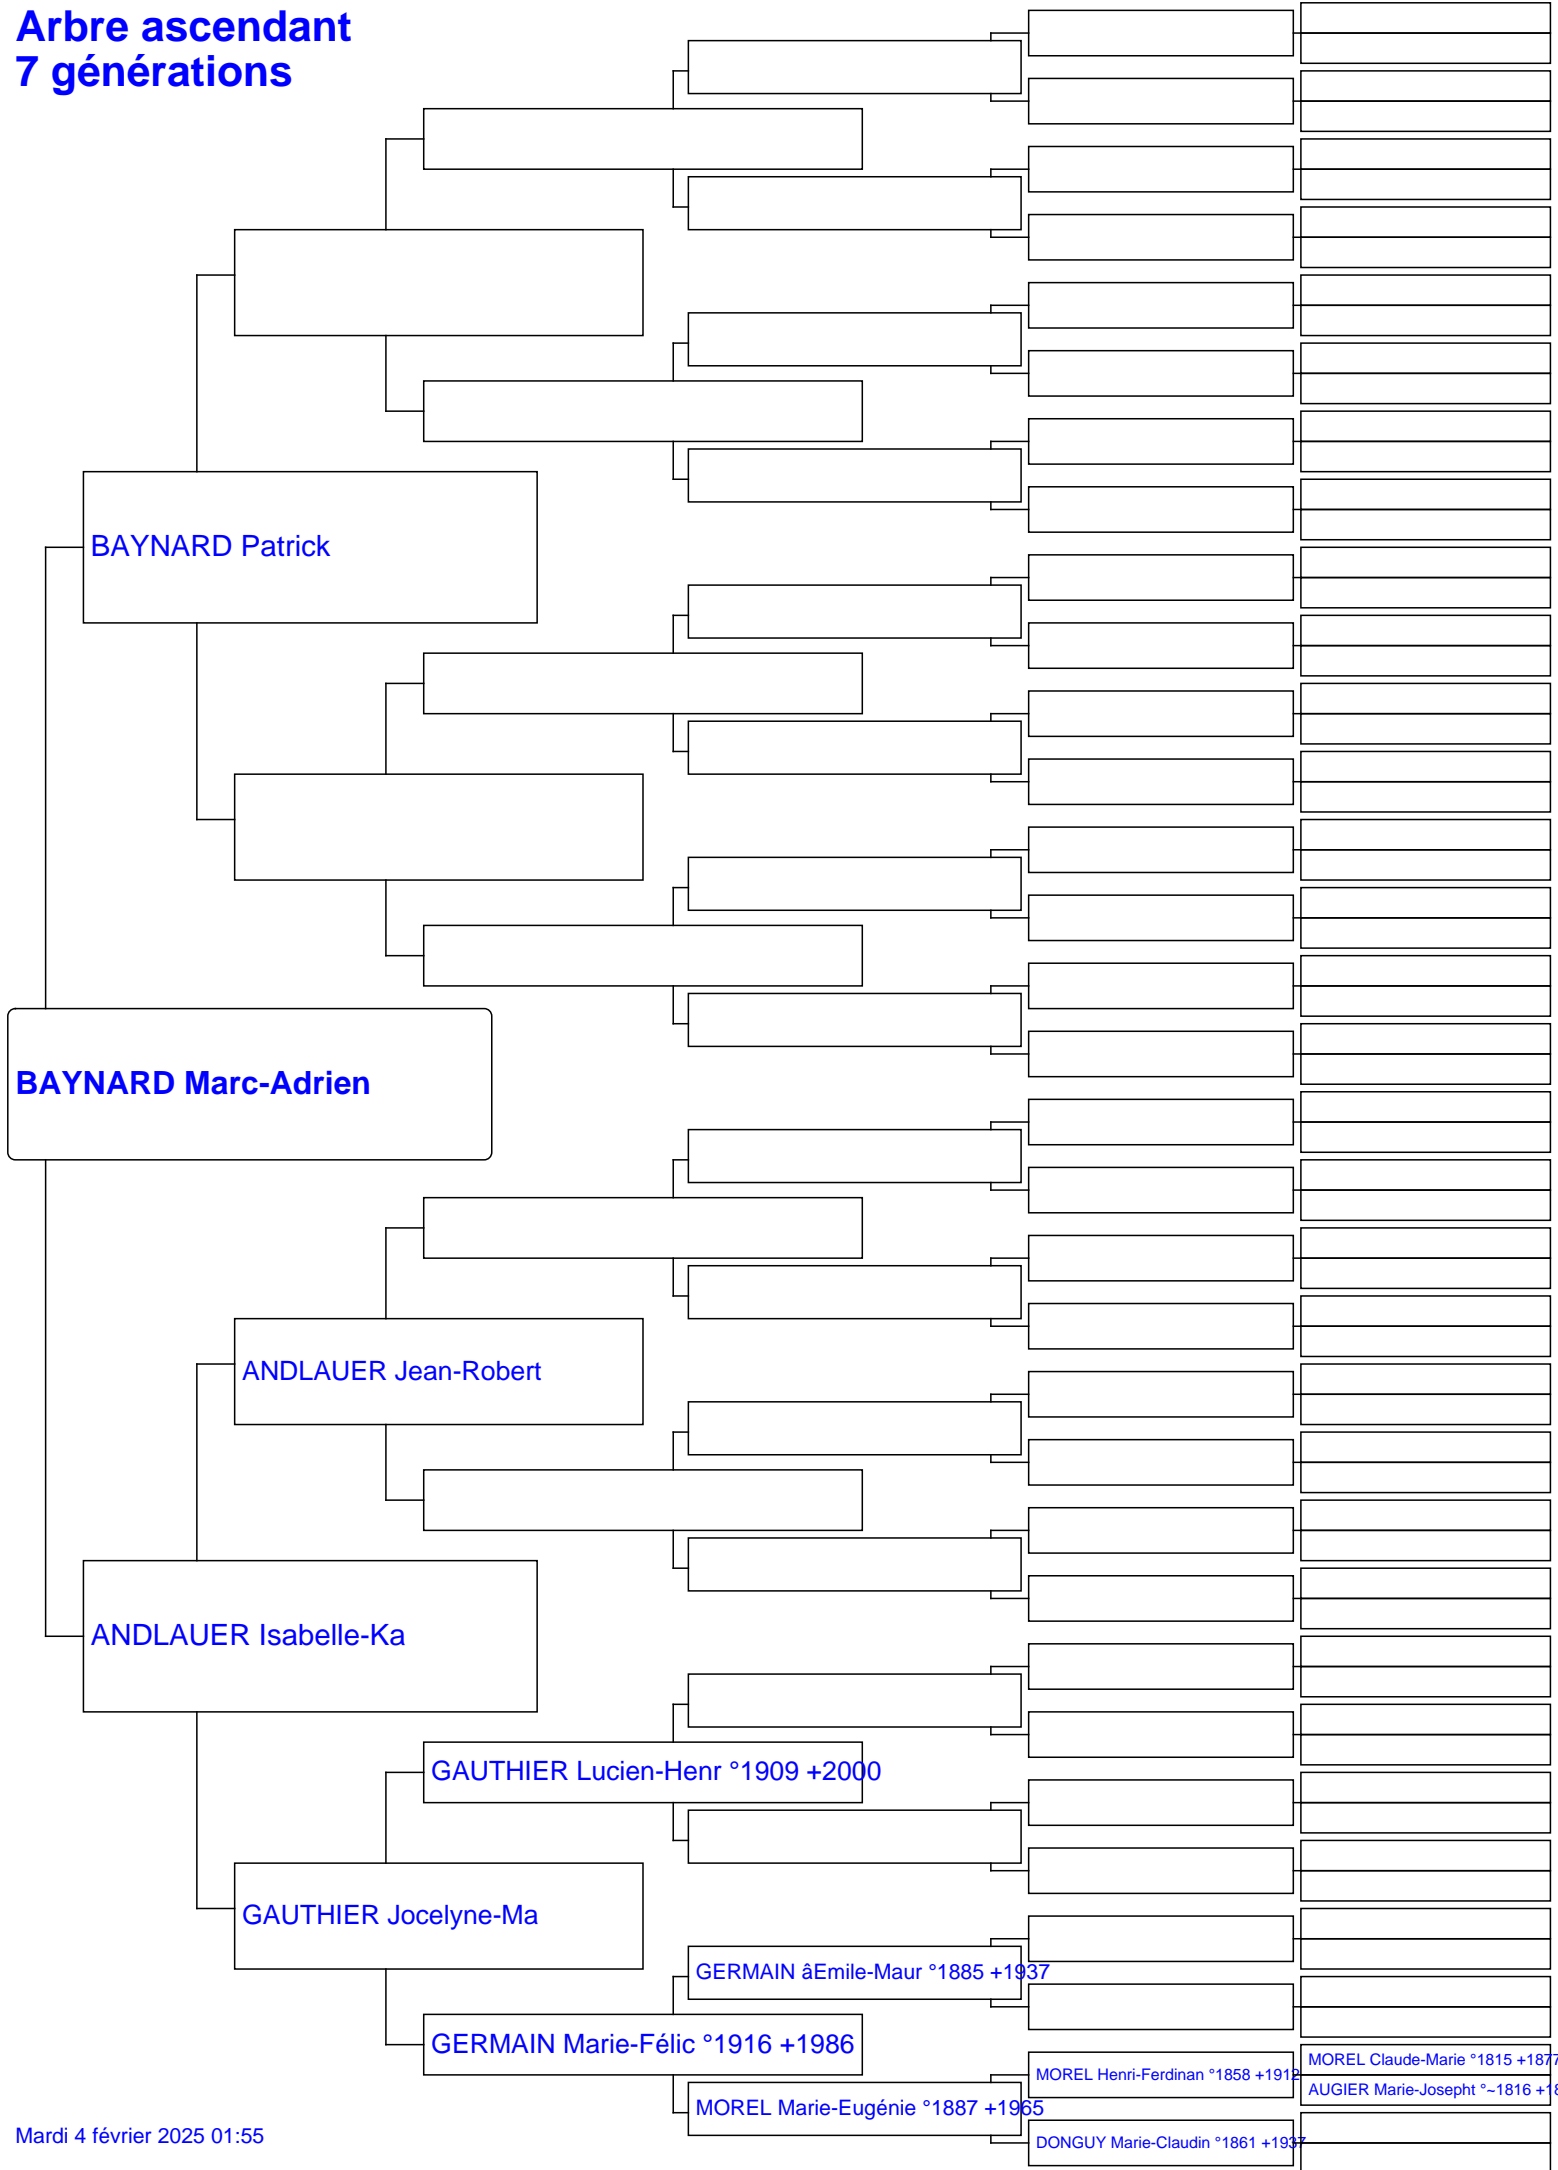 Arbre ascendant
7 générations
BAYNARD Patrick
BAYNARD Marc-Adrien
ANDLAUER Jean-Robert
ANDLAUER Isabelle-Ka
GAUTHIER Lucien-Henr °1909 +2000
GAUTHIER Jocelyne-Ma
GERMAIN âEmile-Maur °1885 +1937
GERMAIN Marie-Félic °1916 +1986
MOREL Claude-Marie °1815 +1877
MOREL Henri-Ferdinan °1858 +1912
AUGIER Marie-Josepht °~1816 +18
MOREL Marie-Eugénie °1887 +1965
DONGUY Marie-Claudin °1861 +1937
Mardi 4 février 2025 01:55